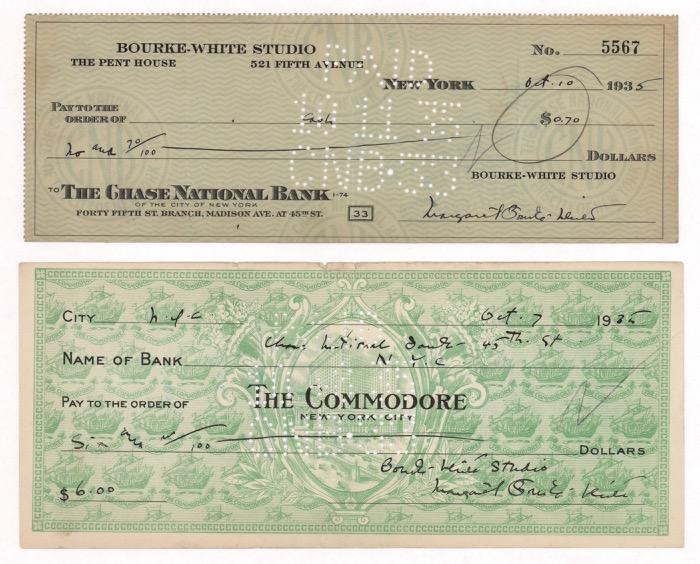 BOURKE-WHITE STUDIO
THE PENT HOUSE 521 FIFTH AVENUE
No. 5567
NEW YORK Oct. 10 1935
PAY TO THE
ORDER OF Cash $0.70
No and 70/100 DOLLARS
BOURKE-WHITE STUDIO
TO THE CHASE NATIONAL BANK 1-74
OF THE CITY OF NEW YORK
FORTY FIFTH ST. BRANCH, MADISON AVE. AT 45TH ST. 33
Margaret Bourke-White
CITY N.Y.C Oct. 7 1935
Chase National Bank - 45th St
NAME OF BANK N Y C
PAY TO THE ORDER OF THE COMMODORE
NEW YORK CITY
Six and /100 DOLLARS
Bourke-White Studio
$6.00 Margaret Bourke-White